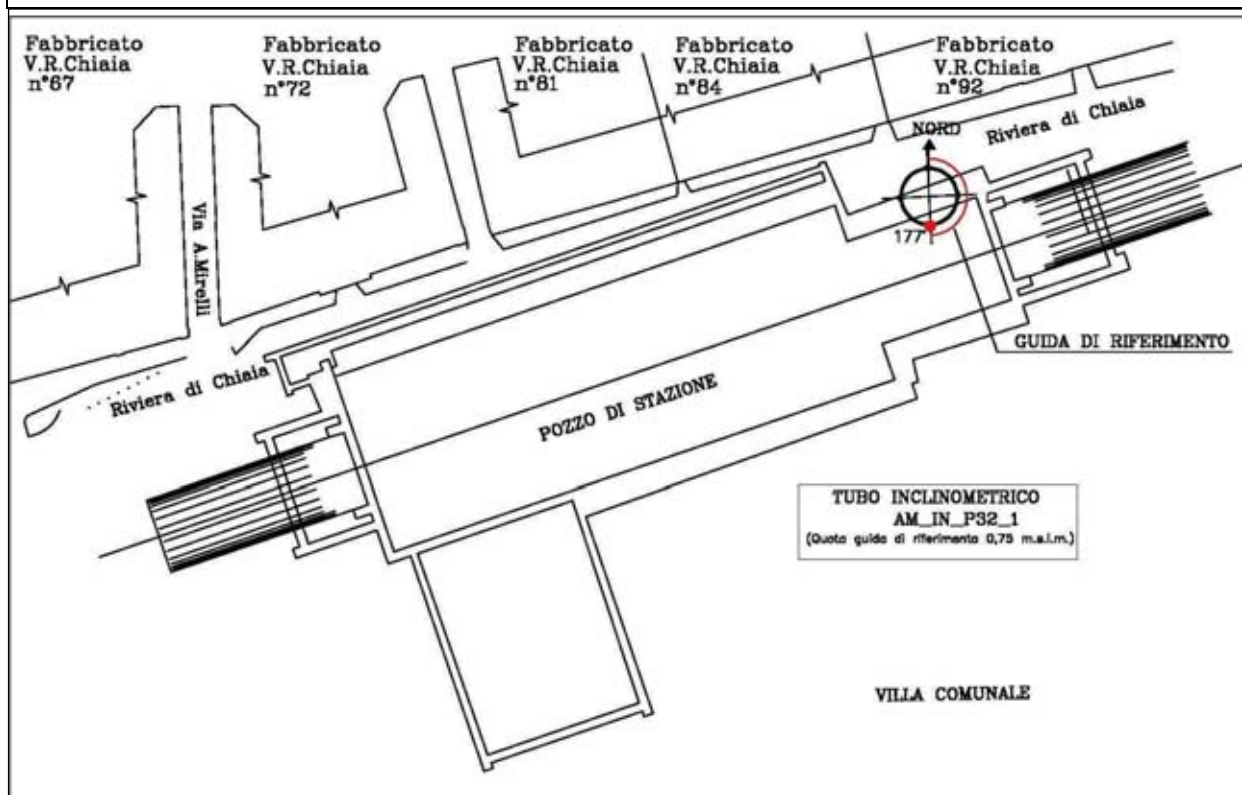 Fabbricato
V.R.Chiaia
n°67
Fabbricato
V.R.Chiaia
n°72
Fabbricato
V.R.Chiaia
n°81
Fabbricato
V.R.Chiaia
n°84
Fabbricato
V.R.Chiaia
n°92
NORD
Riviera di Chiaia
Via A.Mirelli
177°
GUIDA DI RIFERIMENTO
Riviera di Chiaia
POZZO DI STAZIONE
TUBO INCLINOMETRICO
AM_IN_P32_1
(Quota guida di riferimento 0,75 m.s.l.m.)
VILLA COMUNALE